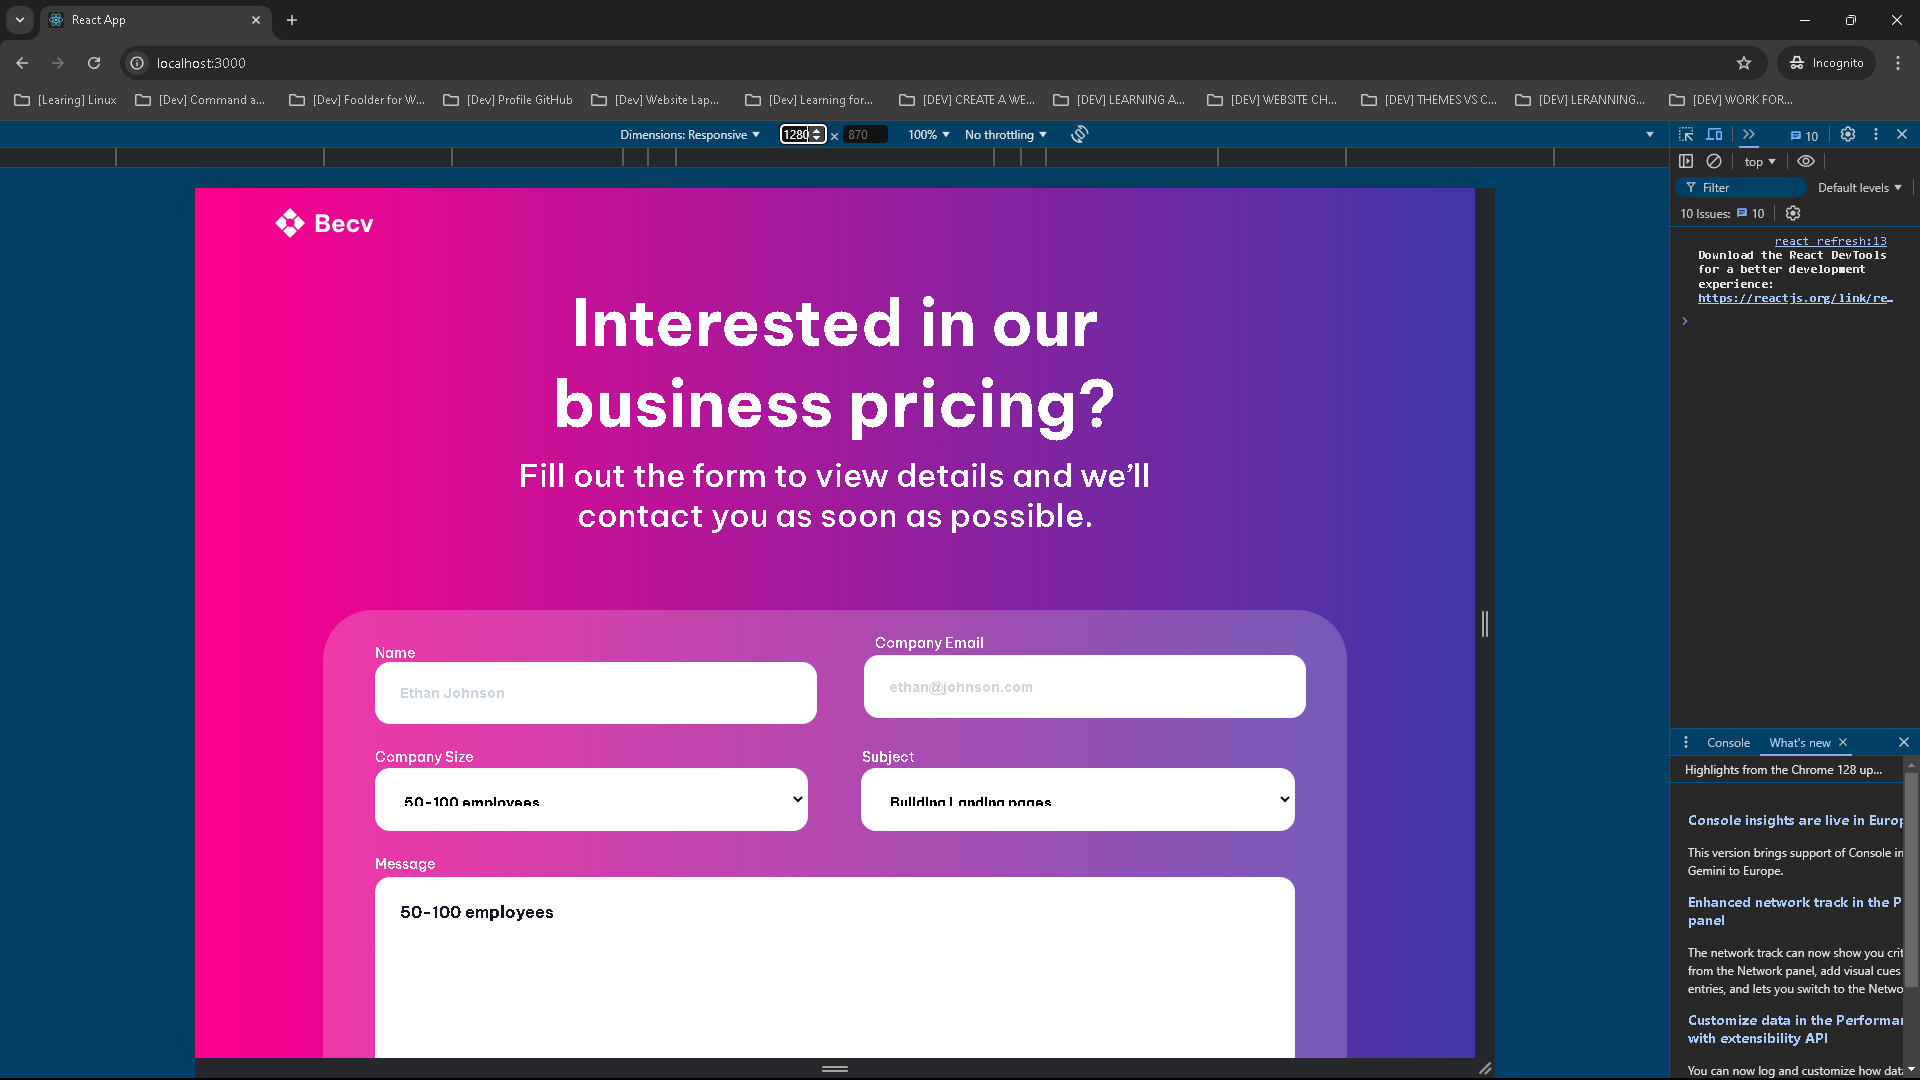 React App
localhost:3000
Incognito
[Learing] Linux
[Dev] Command a...
[Dev] Foolder for W...
[Dev] Profile GitHub
[Dev] Website Lap...
[Dev] Learning for...
[DEV] CREATE A WE...
[DEV] LEARNING A...
[DEV] WEBSITE CH...
[DEV] THEMES VS C...
[DEV] LERANNING...
[DEV] WORK FOR...
Dimensions: Responsive
1280 × 870
100%
No throttling
10
top
Filter
Default levels
10 Issues: 10
react refresh:13
Download the React DevTools
for a better development
experience:
https://reactjs.org/link/re…
Becv
Interested in our
business pricing?
Fill out the form to view details and we’ll
contact you as soon as possible.
Name
Ethan Johnson
Company Email
ethan@johnson.com
Company Size
50-100 employees
Subject
Building Landing pages
Message
50-100 employees
Console
What's new
Highlights from the Chrome 128 up...
Console insights are live in Europ
This version brings support of Console in
Gemini to Europe.
Enhanced network track in the P
panel
The network track can now show you crit
from the Network panel, add visual cues
entries, and lets you switch to the Netwo
Customize data in the Performan
with extensibility API
You can now log and customize how data